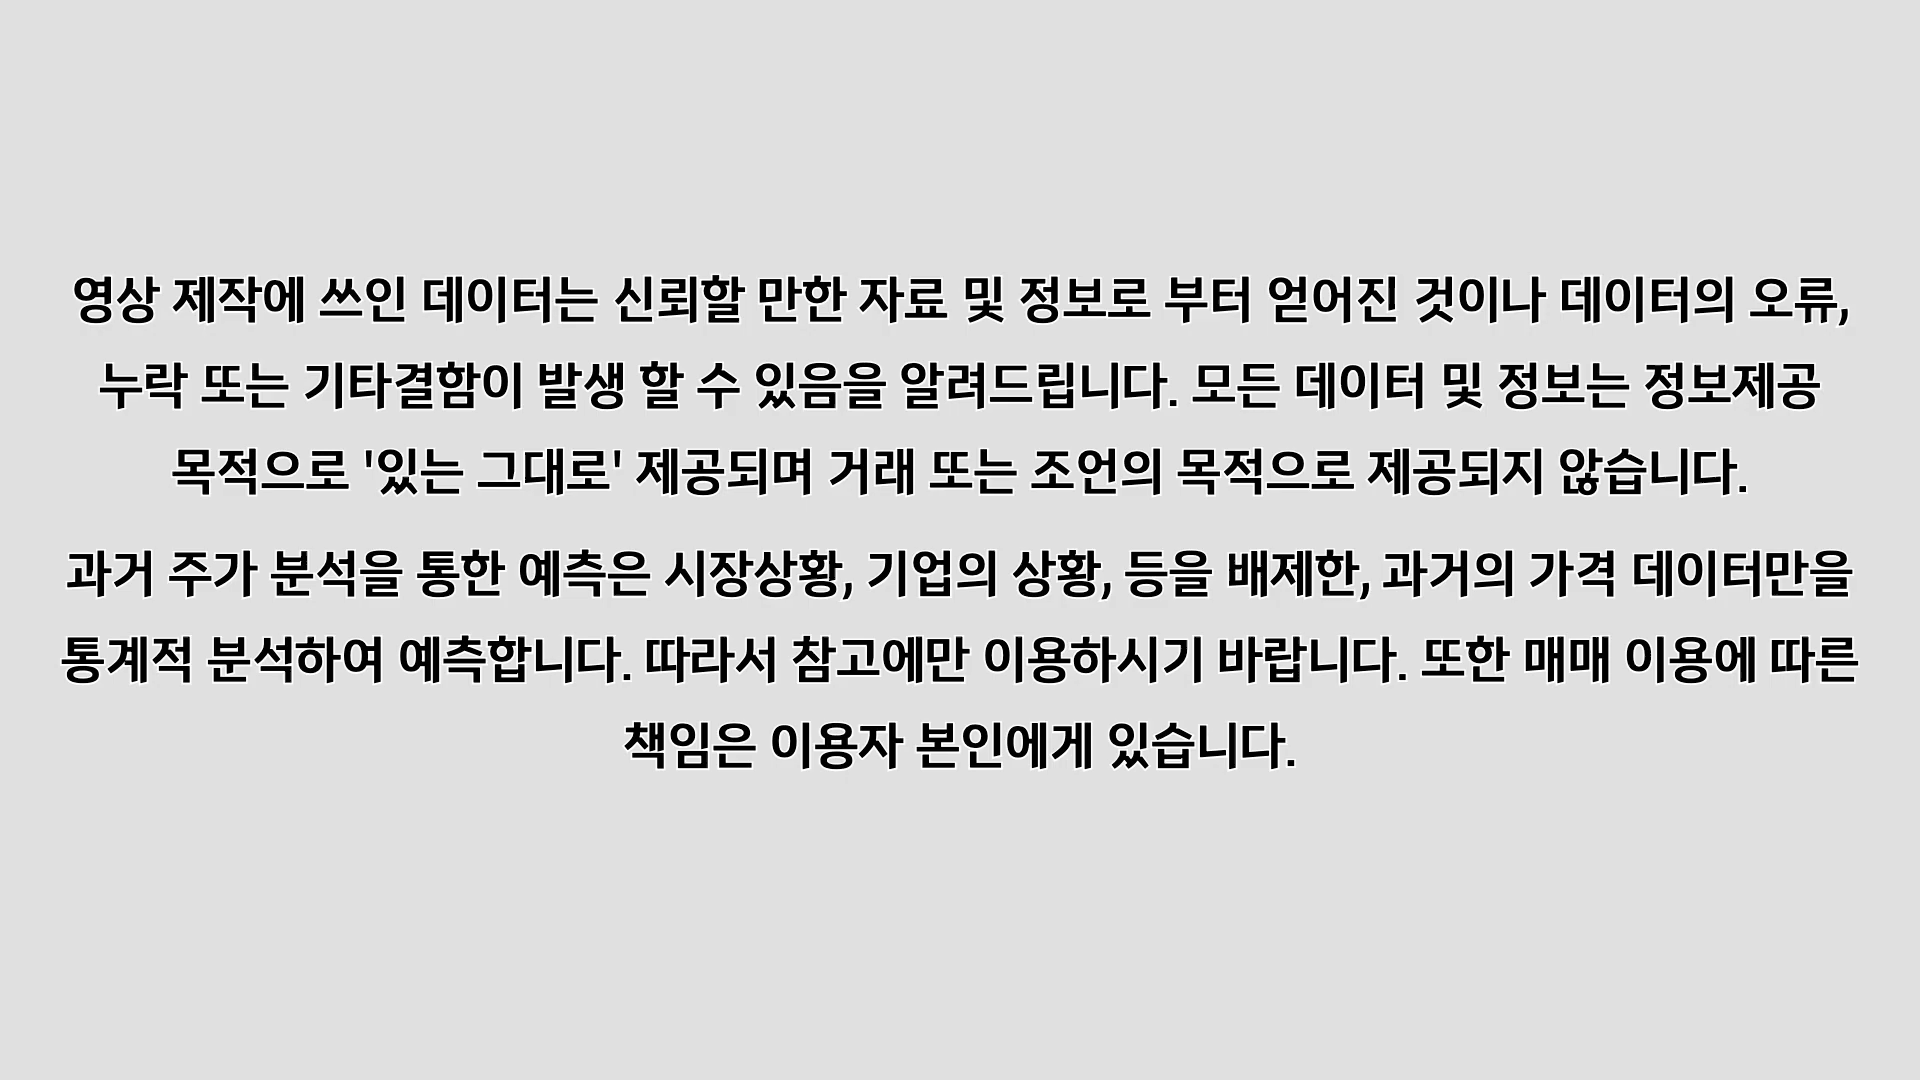 영상 제작에 쓰인 데이터는 신뢰할 만한 자료 및 정보로 부터 얻어진 것이나 데이터의 오류,
누락 또는 기타결함이 발생 할 수 있음을 알려드립니다. 모든 데이터 및 정보는 정보제공
목적으로 '있는 그대로' 제공되며 거래 또는 조언의 목적으로 제공되지 않습니다.
과거 주가 분석을 통한 예측은 시장상황, 기업의 상황, 등을 배제한, 과거의 가격 데이터만을
통계적 분석하여 예측합니다. 따라서 참고에만 이용하시기 바랍니다. 또한 매매 이용에 따른
책임은 이용자 본인에게 있습니다.